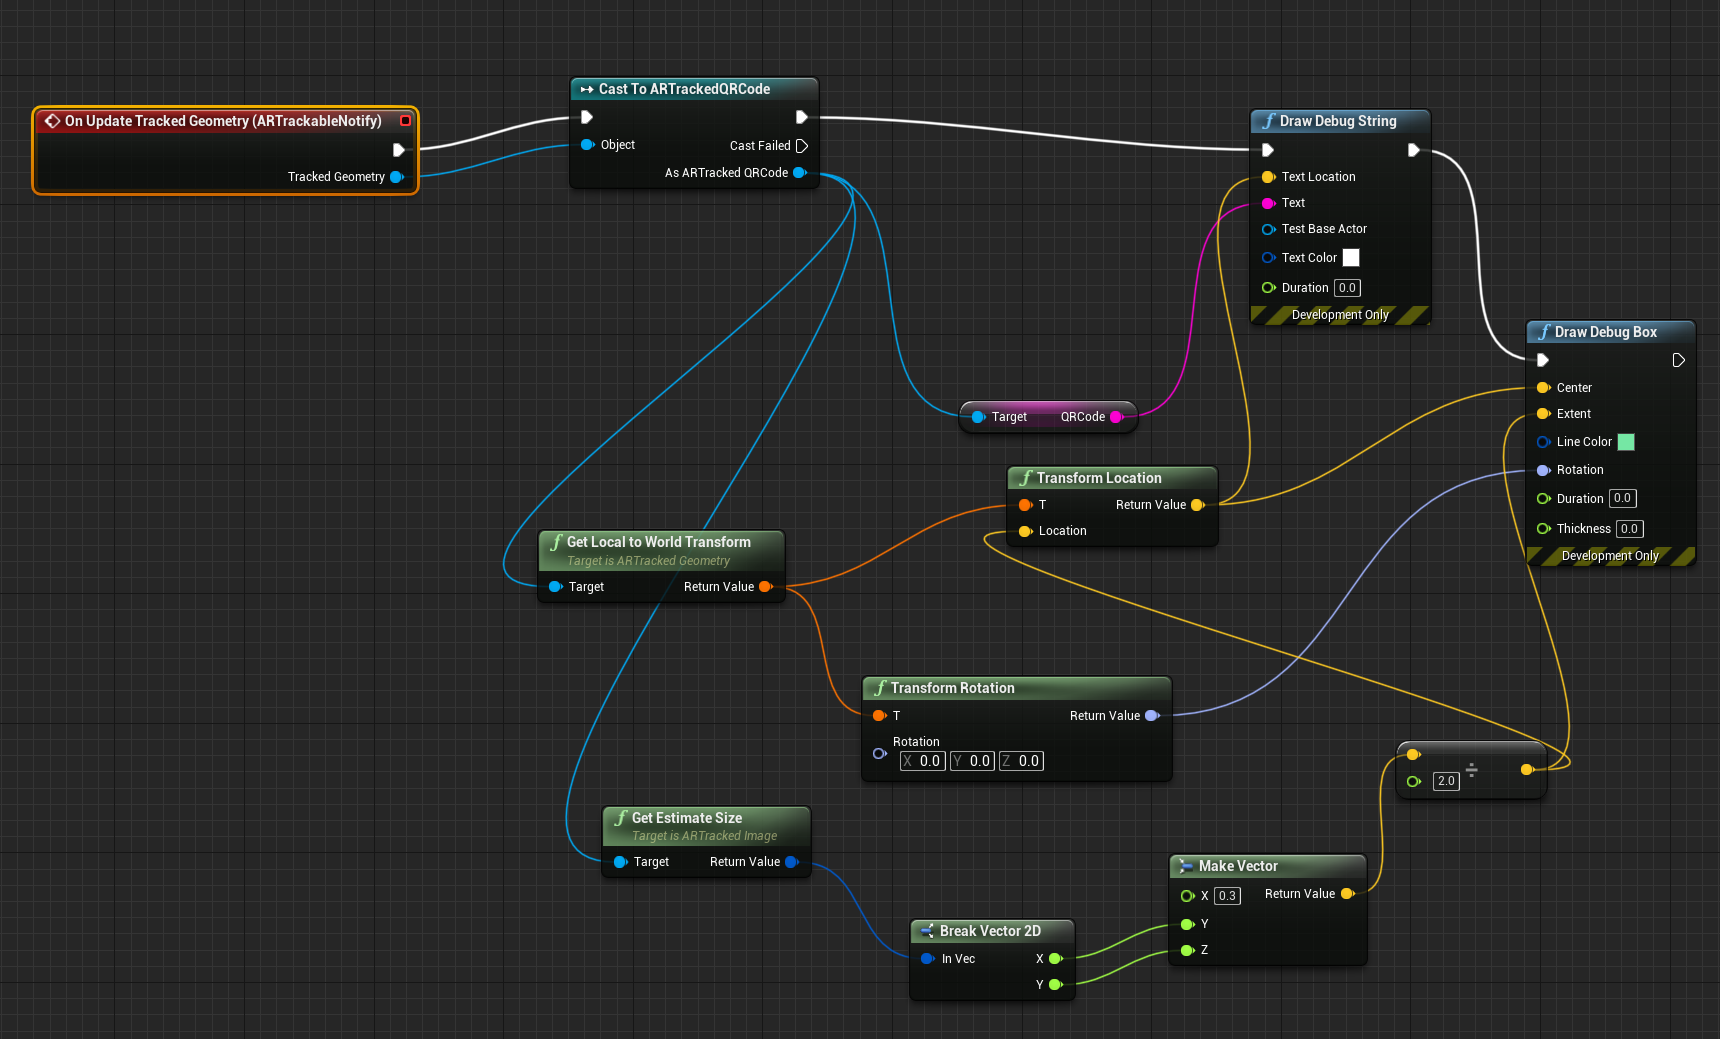 On Update Tracked Geometry (ARTrackableNotify)
Tracked Geometry
Cast To ARTrackedQRCode
Object
Cast Failed
As ARTracked QRCode
Draw Debug String
Text Location
Text
Test Base Actor
Text Color
Duration 0.0
Development Only
Draw Debug Box
Center
Extent
Line Color
Rotation
Duration 0.0
Thickness 0.0
Development Only
Target QRCode
Transform Location
T Return Value
Location
Get Local to World Transform
Target is ARTracked Geometry
Target Return Value
Transform Rotation
T Return Value
Rotation
X 0.0 Y 0.0 Z 0.0
÷
2.0
Get Estimate Size
Target is ARTracked Image
Target Return Value
Make Vector
X 0.3 Return Value
Y
Z
Break Vector 2D
In Vec X
Y